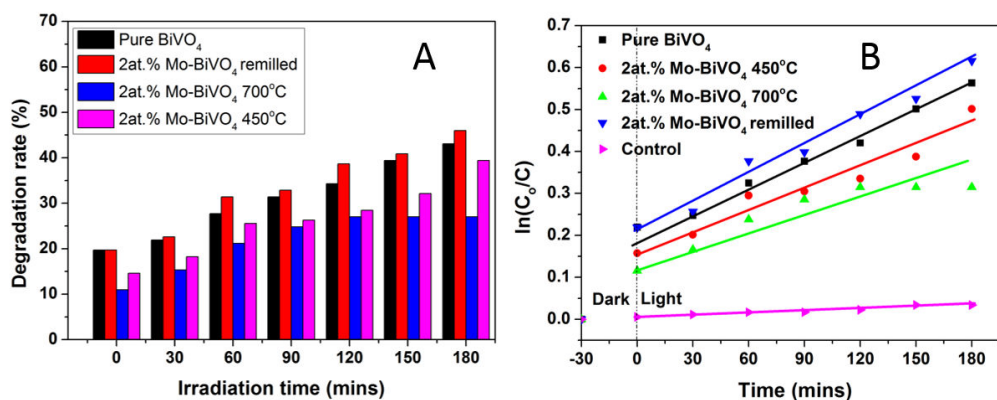 A
Pure BiVO₄
2at.% Mo-BiVO₄ remilled
2at.% Mo-BiVO₄ 700°C
2at.% Mo-BiVO₄ 450°C
Degradation rate (%)
70
60
50
40
30
20
10
0
0 30 60 90 120 150 180
Irradiation time (mins)
B
Pure BiVO₄
2at.% Mo-BiVO₄ 450°C
2at.% Mo-BiVO₄ 700°C
2at.% Mo-BiVO₄ remilled
Control
ln(Cₒ/C)
0.7
0.6
0.5
0.4
0.3
0.2
0.1
0.0
Dark Light
-30 0 30 60 90 120 150 180
Time (mins)